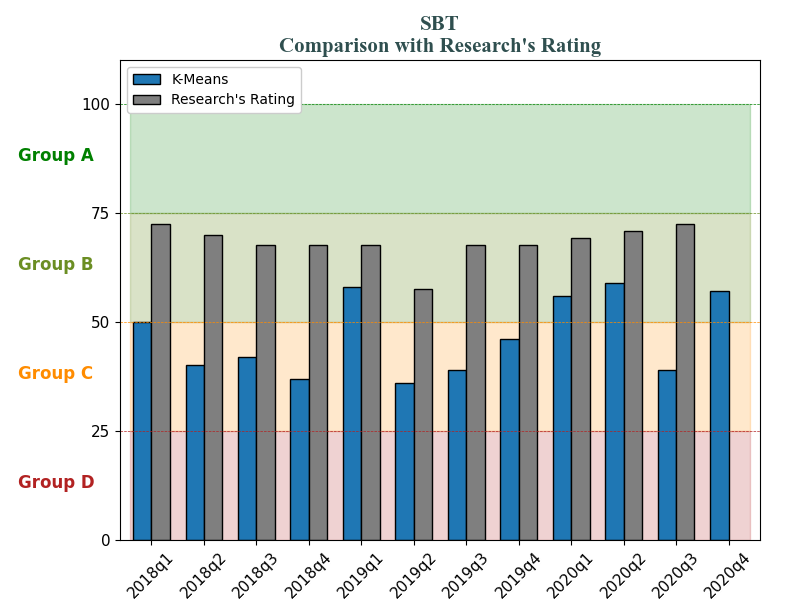 SBT
Comparison with Research's Rating
K-Means
Research's Rating
100
Group A
75
Group B
50
Group C
25
Group D
0
2018q1
2018q2
2018q3
2018q4
2019q1
2019q2
2019q3
2019q4
2020q1
2020q2
2020q3
2020q4